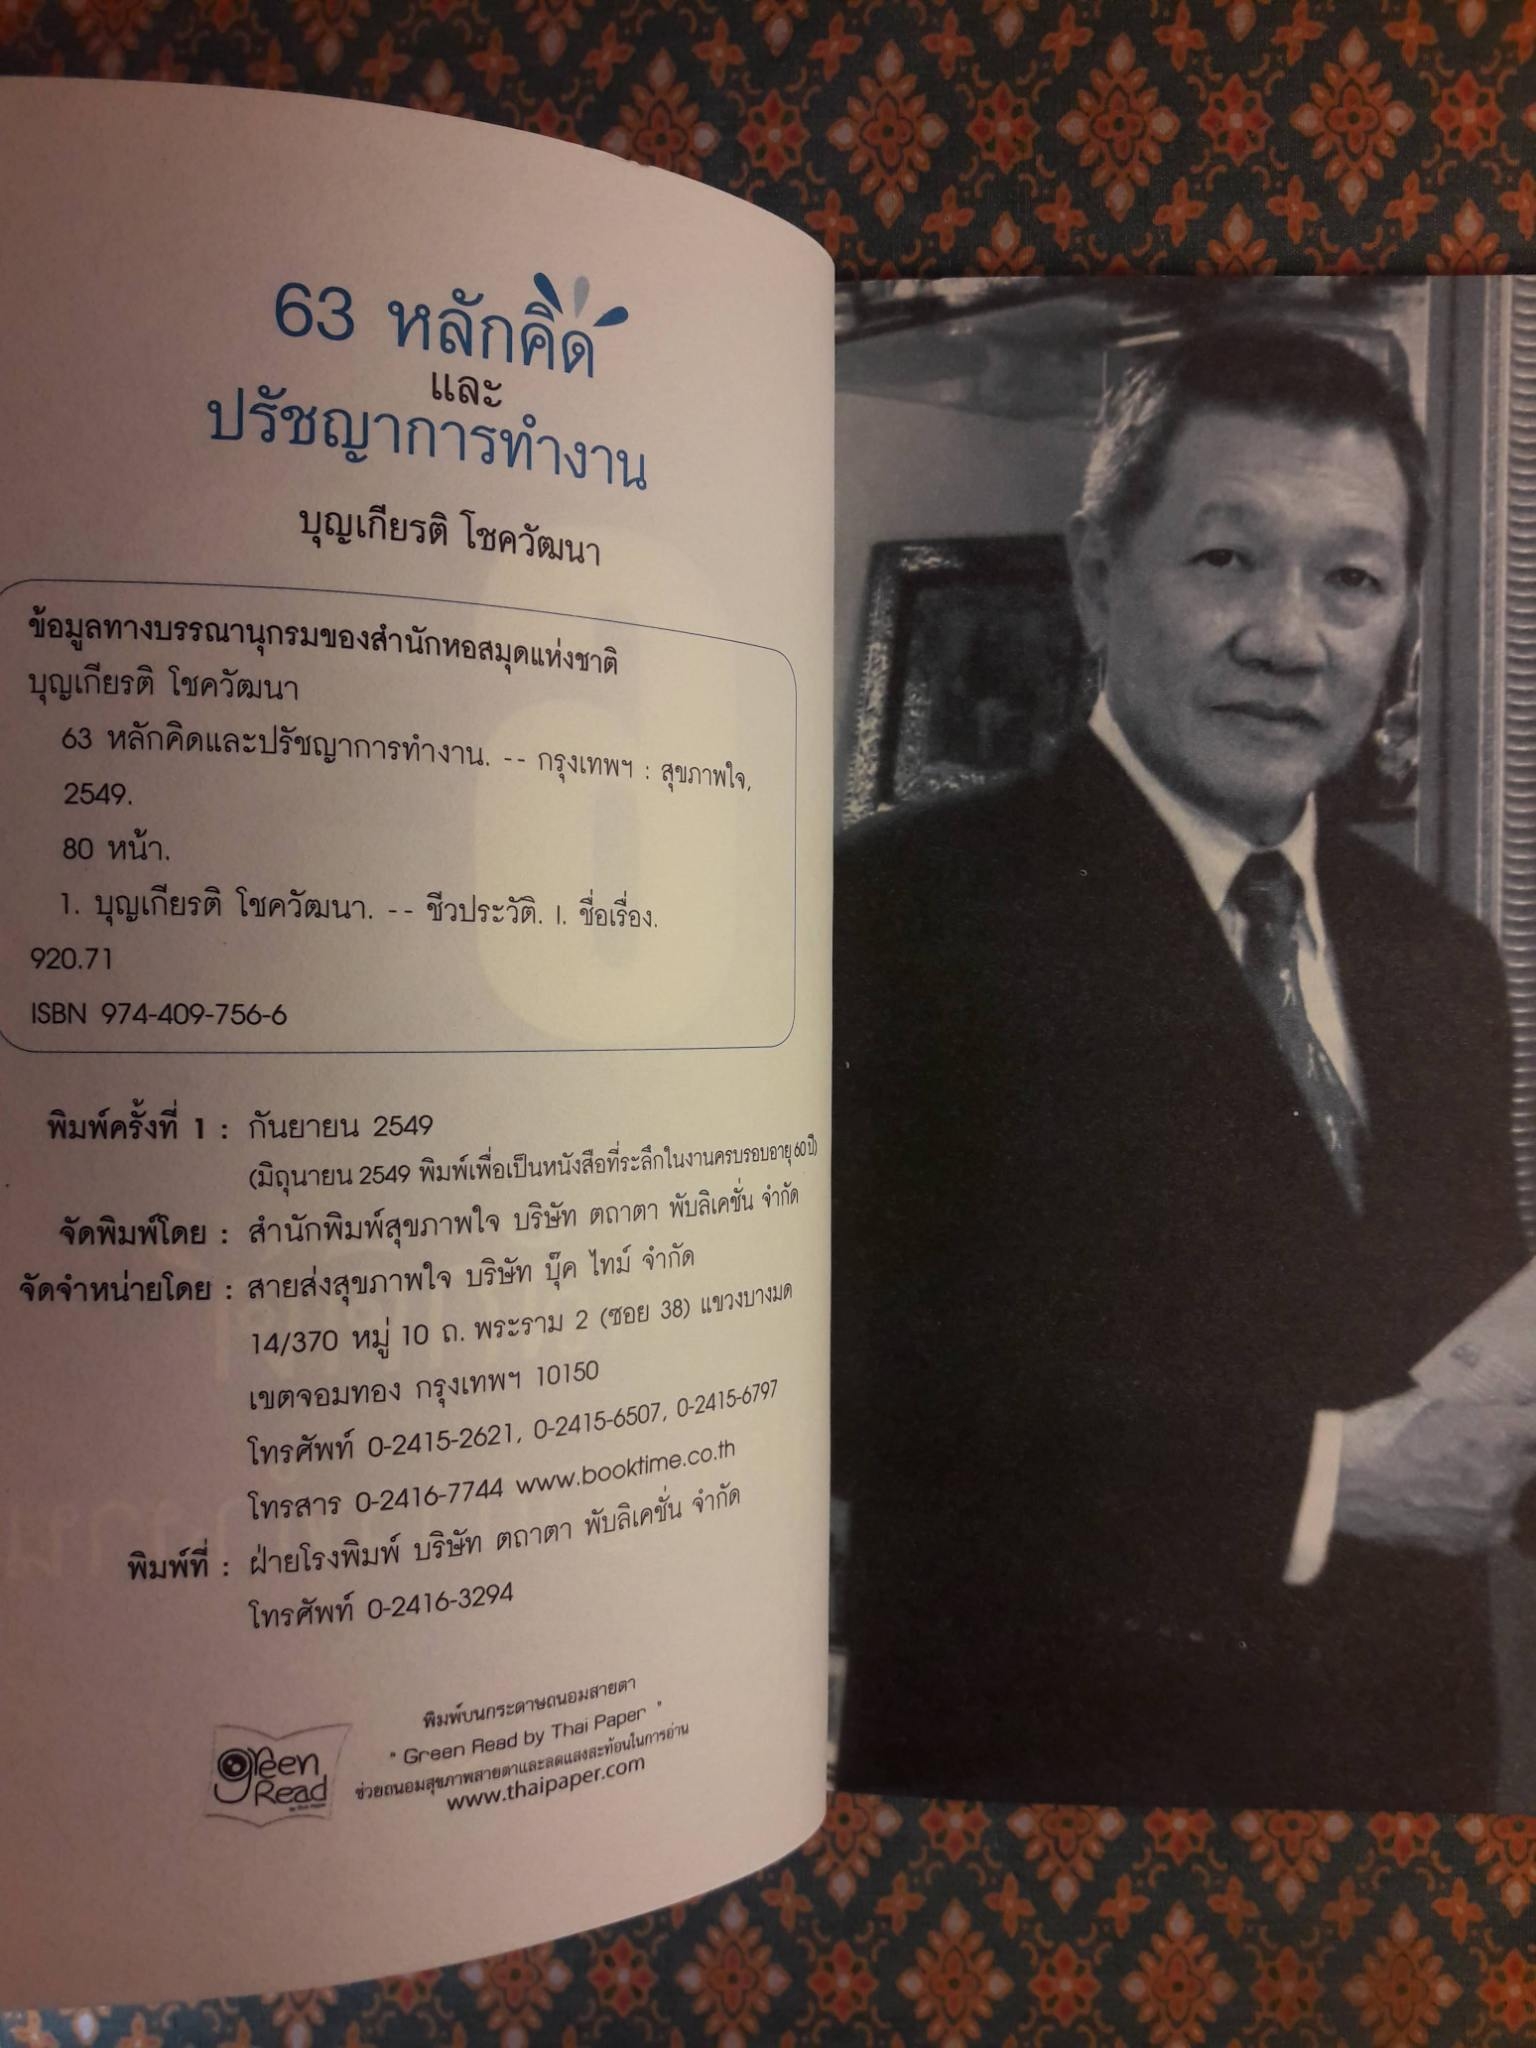 63 หลักคิด
และ
ปรัชญาการทำงาน
บุญเกียรติ โชควัฒนา
ข้อมูลทางบรรณานุกรมของสำนักหอสมุดแห่งชาติ
บุญเกียรติ โชควัฒนา
63 หลักคิดและปรัชญาการทำงาน. -- กรุงเทพฯ : สุขภาพใจ,
2549.
80 หน้า.
1. บุญเกียรติ โชควัฒนา. -- ชีวประวัติ. I. ชื่อเรื่อง.
920.71
ISBN 974-409-756-6
พิมพ์ครั้งที่ 1 : กันยายน 2549
(มิถุนายน 2549 พิมพ์เพื่อเป็นหนังสือที่ระลึกในงานครบรอบอายุ 60 ปี)
จัดพิมพ์โดย : สำนักพิมพ์สุขภาพใจ บริษัท ตถาตา พับลิเคชั่น จำกัด
จัดจำหน่ายโดย : สายส่งสุขภาพใจ บริษัท บุ๊ค ไทม์ จำกัด
14/370 หมู่ 10 ถ. พระราม 2 (ซอย 38) แขวงบางมด
เขตจอมทอง กรุงเทพฯ 10150
โทรศัพท์ 0-2415-2621, 0-2415-6507, 0-2415-6797
โทรสาร 0-2416-7744 www.booktime.co.th
พิมพ์ที่ : ฝ่ายโรงพิมพ์ บริษัท ตถาตา พับลิเคชั่น จำกัด
โทรศัพท์ 0-2416-3294
พิมพ์บนกระดาษถนอมสายตา
" Green Read by Thai Paper "
ช่วยถนอมสุขภาพสายตาและลดแสงสะท้อนในการอ่าน
www.thaipaper.com
green
Read